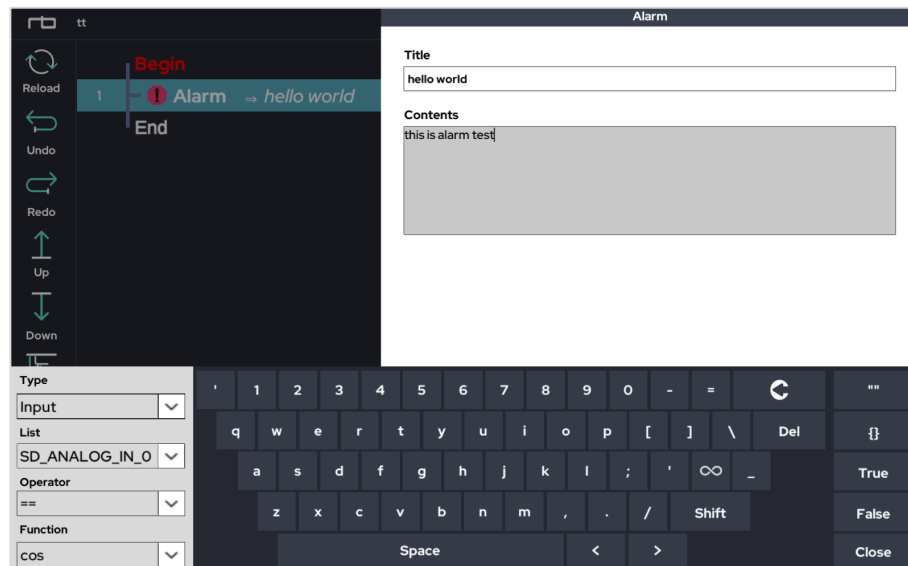 rb
tt
Alarm
Reload
Undo
Redo
Up
Down
Begin
1 ! Alarm ⇒ hello world
End
Title
hello world
Contents
this is alarm test
Type
Input
List
SD_ANALOG_IN_0
Operator
==
Function
cos
' 1 2 3 4 5 6 7 8 9 0 - = ""
q w e r t y u i o p [ ] \ Del {}
a s d f g h j k l ; ' ∞ _ True
z x c v b n m , . / Shift False
Space < > Close